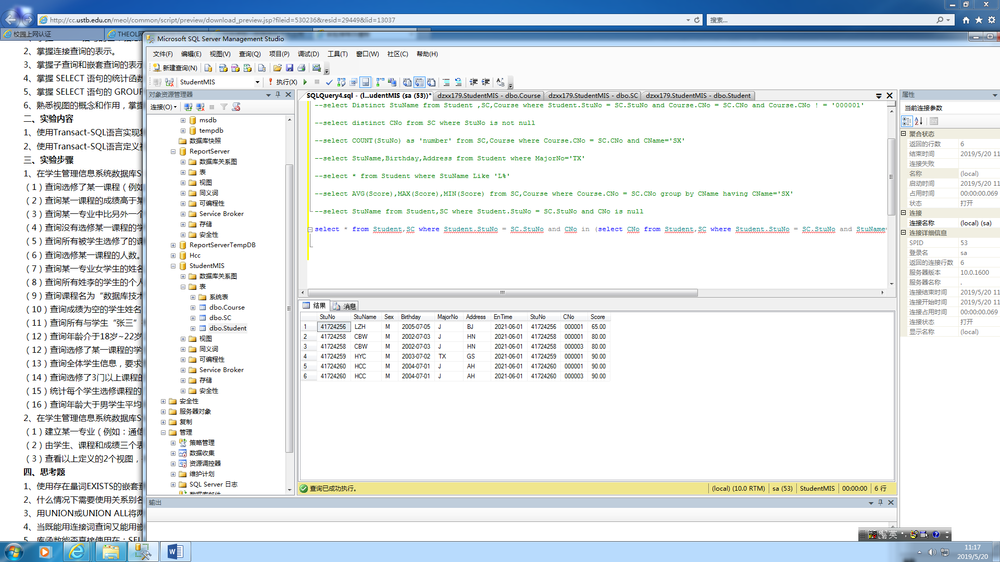 http://cc.ustb.edu.cn/meol/common/script/preview/download_preview.jsp?fileid=530236&resid=29449&lid=13037
搜索...
校园上网认证
THEOL网
2、掌握连接查询的表示。
3、掌握子查询和嵌套查询的表示
4、掌握 SELECT 语句的统计函数
5、掌握 SELECT 语句的 GROUP
6、熟悉视图的概念和作用，掌握
二、实验内容
1、使用Transact-SQL语言实现
2、使用Transact-SQL语言定义视
三、实验步骤
1、在学生管理信息系统数据库S
（1）查询选修了某一课程（例如
（2）查询某一课程的成绩高于某
（3）查询某一专业中比另外一个
（4）查询没有选修某一课程的学
（5）查询所有被学生选修了的课
（6）查询选修某一课程的人数。
（7）查询某一专业女学生的姓名
（8）查询所有姓李的学生的个人
（9）查询课程名为“数据库技术
（10）查询成绩为空的学生姓名
（11）查询所有与学生“张三”
（12）查询年龄介于18岁~22岁
（12）查询选修了某一课程的学
（13）查询全体学生信息，要求
（14）查询选修了3门以上课程的
（15）统计每个学生选修课程的
（16）查询年龄大于男学生平均
2、在学生管理信息系统数据库S
（1）建立某一专业（例如：通信
（2）由学生、课程和成绩三个表
（3）查看以上定义的2个视图，
四、思考题
1、使用存在量词EXISTS的嵌套查
2、什么情况下需要使用关系别名
3、用UNION或UNION ALL将两
4、当既能用连接词查询又能用嵌
5、库函数能否直接使用在：SEL
Microsoft SQL Server Management Studio
文件(F) 编辑(E) 视图(V) 查询(Q) 项目(P) 调试(D) 工具(T) 窗口(W) 社区(C) 帮助(H)
新建查询(N)
StudentMIS
执行(X)
对象资源管理器
连接(O)
msdb
tempdb
数据库快照
ReportServer
数据库关系图
表
视图
同义词
可编程性
Service Broker
存储
安全性
ReportServerTempDB
Hcc
StudentMIS
数据库关系图
表
系统表
dbo.Course
dbo.SC
dbo.Student
视图
同义词
可编程性
Service Broker
存储
安全性
安全性
服务器对象
复制
管理
策略管理
数据收集
资源调控器
维护计划
SQL Server 日志
数据库邮件
SQLQuery4.sql - (l...udentMIS (sa (53))* dzxx179.StudentMIS - dbo.Course dzxx179.StudentMIS - dbo.SC dzxx179.StudentMIS - dbo.Student
--select Distinct StuName from Student ,SC,Course where Student.StuNo = SC.StuNo and Course.CNo = SC.CNo and Course.CNo ! = '000001'
--select distinct CNo from SC where StuNo is not null
--select COUNT(StuNo) as 'number' from SC,Course where Course.CNo = SC.CNo and CName='SX'
--select StuName,Birthday,Address from Student where MajorNo='TX'
--select * from Student where StuName Like 'L%'
--select AVG(Score),MAX(Score),MIN(Score) from SC,Course where Course.CNo = SC.CNo group by CName having CName='SX'
--select StuName from Student,SC where Student.StuNo = SC.StuNo and CNo is null
select * from Student,SC where Student.StuNo = SC.StuNo and CNo in (select CNo from Student,SC where Student.StuNo = SC.StuNo and StuName=
结果 消息
StuNo StuName Sex Birthday MajorNo Address EnTime StuNo CNo Score
1 41724256 LZH M 2005-07-05 J BJ 2021-06-01 41724256 000001 65.00
2 41724258 CBW M 2002-07-03 J HN 2021-06-01 41724258 000001 80.00
3 41724258 CBW M 2002-07-03 J HN 2021-06-01 41724258 000003 80.00
4 41724259 HYC M 2003-07-02 TX GS 2021-06-01 41724259 000001 90.00
5 41724260 HCC M 2004-07-01 J AH 2021-06-01 41724260 000001 90.00
6 41724260 HCC M 2004-07-01 J AH 2021-06-01 41724260 000003 90.00
查询已成功执行。 (local) (10.0 RTM) sa (53) StudentMIS 00:00:00 6 行
输出
属性
当前连接参数
聚合状态
返回的行数 6
结束时间 2019/5/20 11
连接失败
名称 (local)
启动时间 2019/5/20 11
占用时间 00:00:00.069
状态 打开
连接
连接名称 (local) (sa)
连接详细信息
SPID 53
登录名 sa
返回的连接行数 6
服务器版本 10.0.1600
服务器名称 .
连接结束时间 2019/5/20 11
连接开始时间 2019/5/20 11
连接占用时间 00:00:00.069
连接状态 打开
显示名称 (local)
英
11:17
2019/5/20